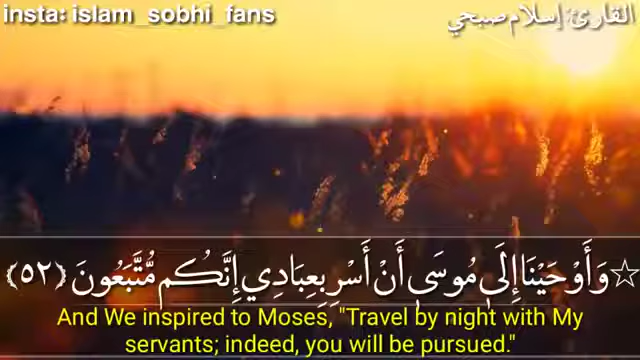 insta: islam_sobhi_fans
القارئ: إسلام صبحي
☆وَأَوْحَيْنَا إِلَىٰ مُوسَىٰ أَنْ أَسْرِ بِعِبَادِي إِنَّكُم مُّتَّبَعُونَ (٥٢)
And We inspired to Moses, "Travel by night with My
servants; indeed, you will be pursued."